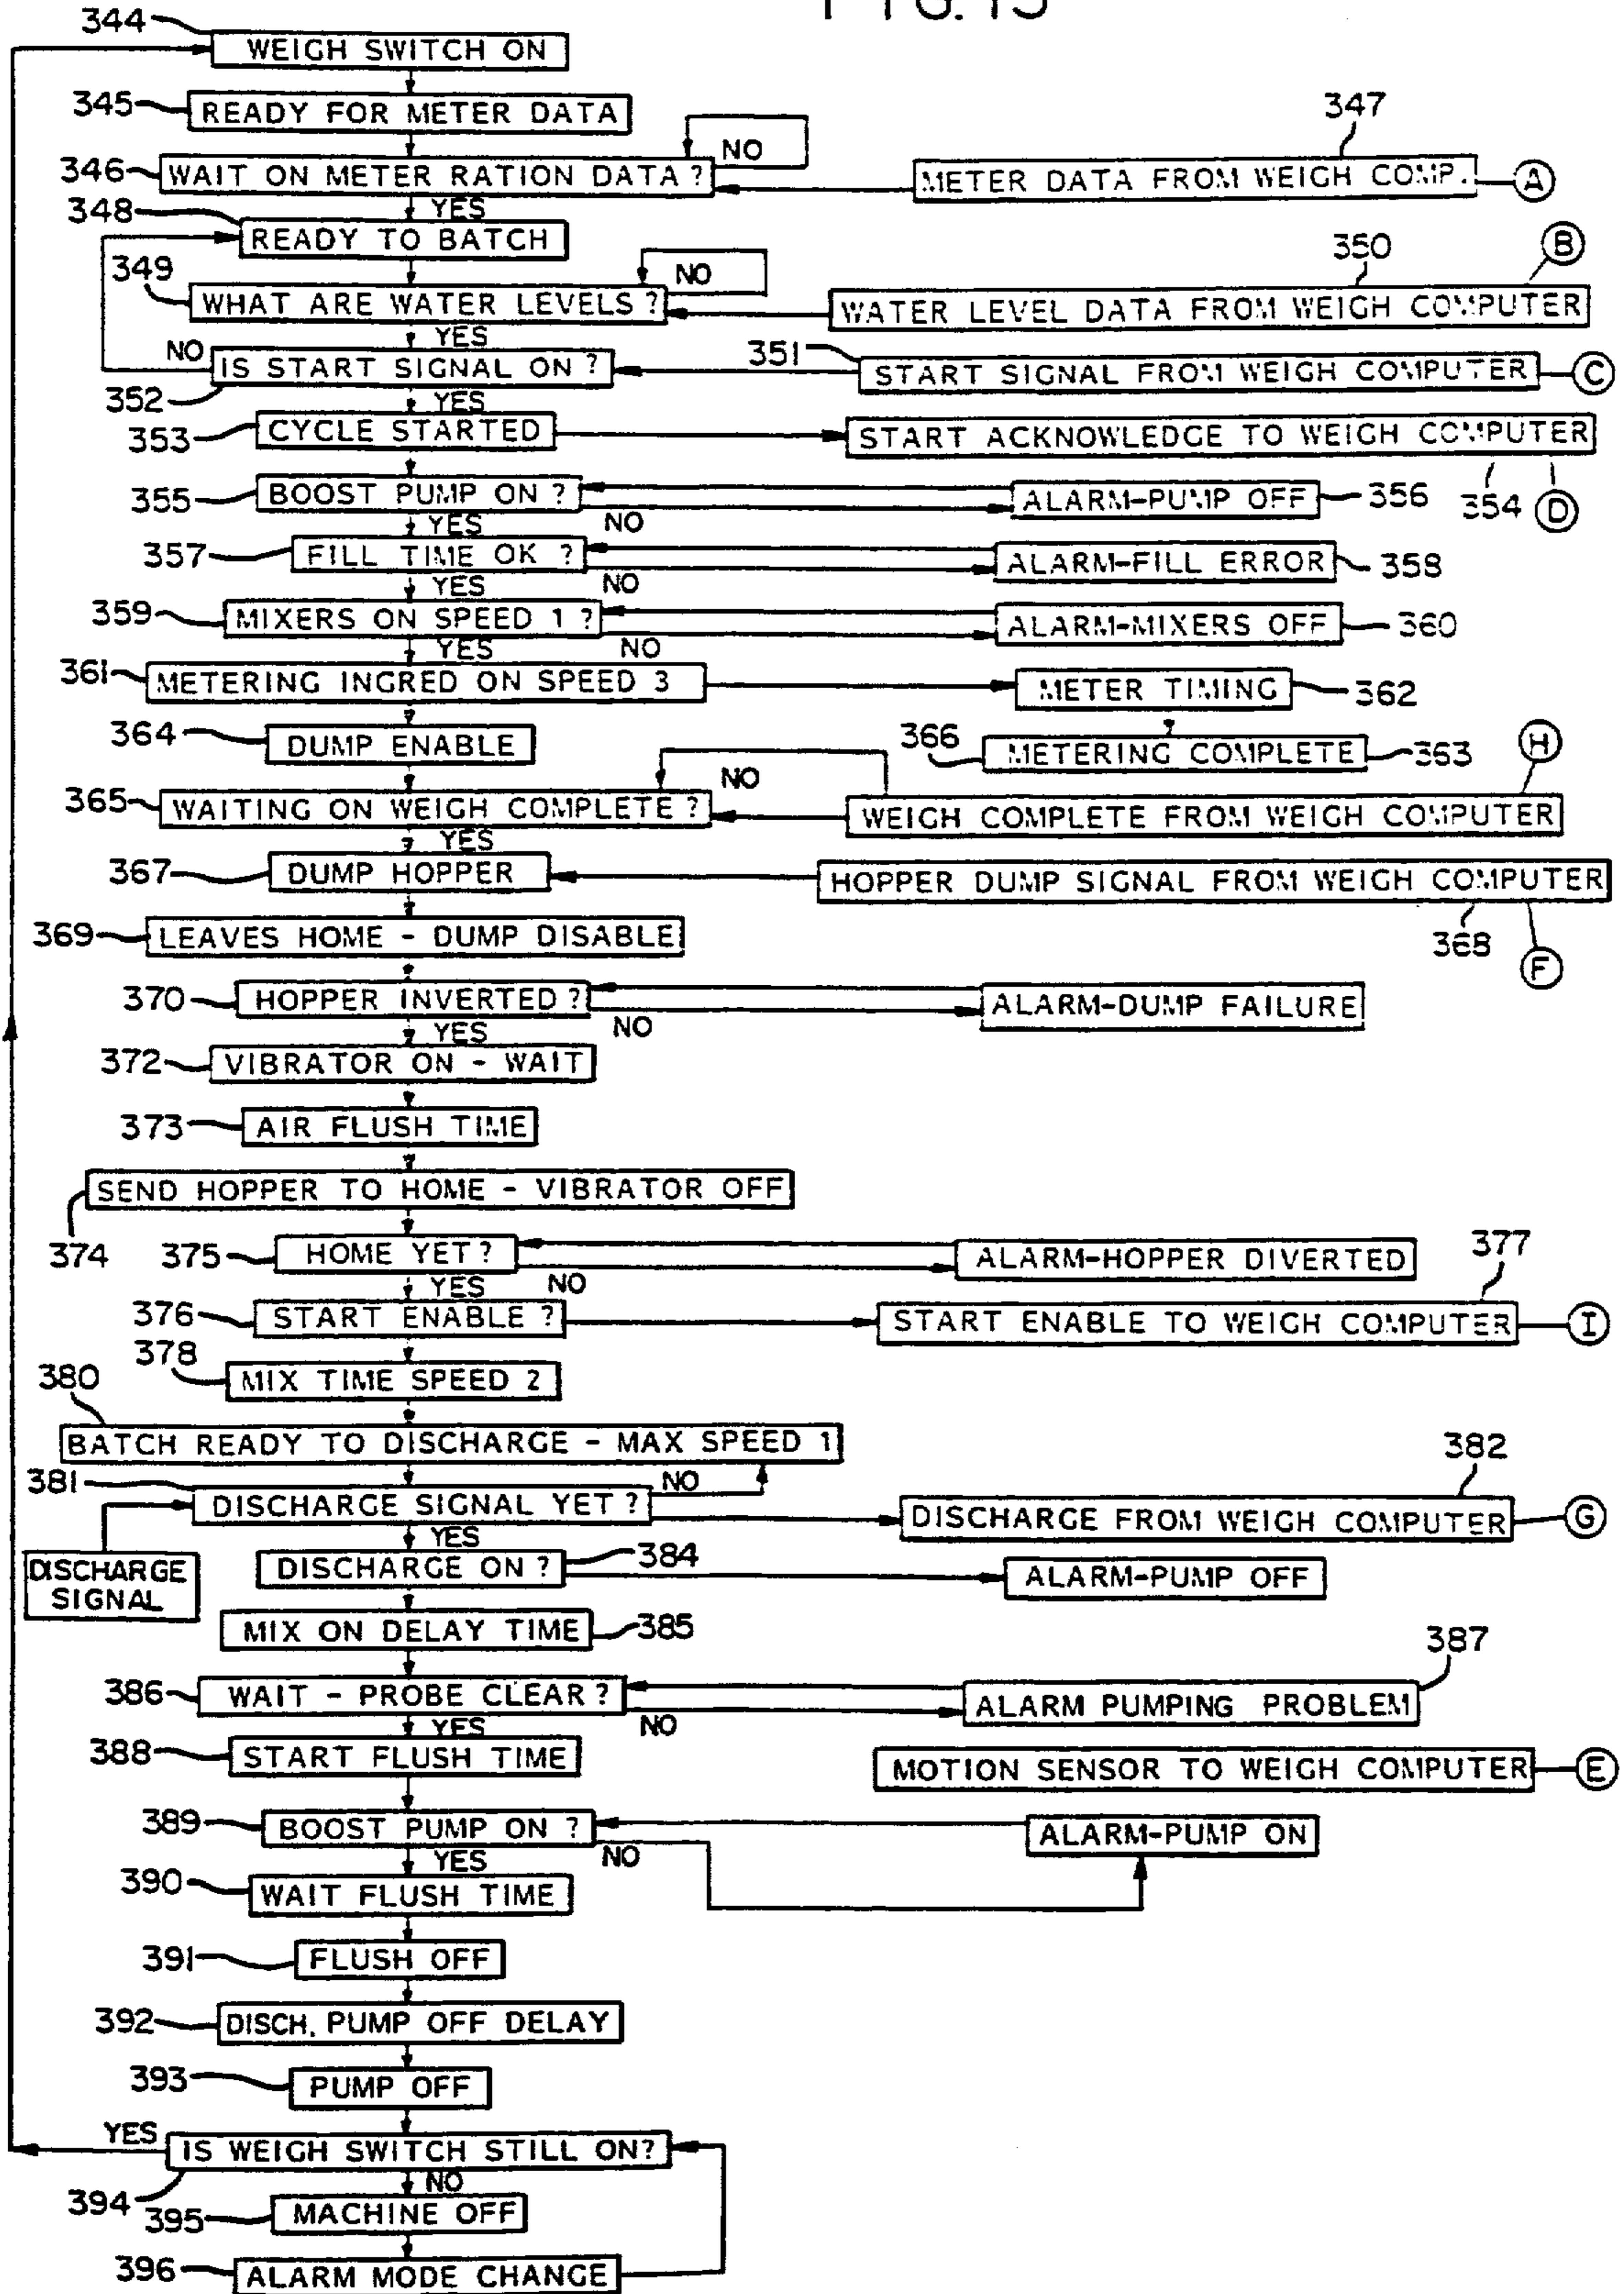 FIG. 15
344
WEIGH SWITCH ON
345
READY FOR METER DATA
347
NO
346
WAIT ON METER RATION DATA ?
METER DATA FROM WEIGH COMP.
A
YES
348
READY TO BATCH
B
350
349
NO
WHAT ARE WATER LEVELS ?
WATER LEVEL DATA FROM WEIGH COMPUTER
YES
NO
351
IS START SIGNAL ON ?
START SIGNAL FROM WEIGH COMPUTER
C
352
YES
353
CYCLE STARTED
START ACKNOWLEDGE TO WEIGH COMPUTER
355
BOOST PUMP ON ?
ALARM-PUMP OFF
356
354
D
YES
NO
357
FILL TIME OK ?
ALARM-FILL ERROR
358
YES
NO
359
MIXERS ON SPEED 1 ?
ALARM-MIXERS OFF
360
YES
NO
361
METERING INGRED ON SPEED 3
METER TIMING
362
364
DUMP ENABLE
366
METERING COMPLETE
363
H
NO
365
WAITING ON WEIGH COMPLETE ?
WEIGH COMPLETE FROM WEIGH COMPUTER
YES
367
DUMP HOPPER
HOPPER DUMP SIGNAL FROM WEIGH COMPUTER
369
LEAVES HOME - DUMP DISABLE
368
F
370
HOPPER INVERTED ?
ALARM-DUMP FAILURE
YES
NO
372
VIBRATOR ON - WAIT
373
AIR FLUSH TIME
SEND HOPPER TO HOME - VIBRATOR OFF
374
375
HOME YET ?
ALARM-HOPPER DIVERTED
377
YES
NO
376
START ENABLE ?
START ENABLE TO WEIGH COMPUTER
I
378
MIX TIME SPEED 2
380
BATCH READY TO DISCHARGE - MAX SPEED 1
382
381
NO
DISCHARGE SIGNAL YET ?
DISCHARGE FROM WEIGH COMPUTER
G
YES
DISCHARGE
SIGNAL
DISCHARGE ON ?
384
ALARM-PUMP OFF
MIX ON DELAY TIME
385
387
386
WAIT - PROBE CLEAR ?
ALARM PUMPING PROBLEM
YES
NO
388
START FLUSH TIME
MOTION SENSOR TO WEIGH COMPUTER
E
389
BOOST PUMP ON ?
ALARM-PUMP ON
YES
NO
390
WAIT FLUSH TIME
391
FLUSH OFF
392
DISCH. PUMP OFF DELAY
393
PUMP OFF
YES
IS WEIGH SWITCH STILL ON?
394
NO
395
MACHINE OFF
396
ALARM MODE CHANGE